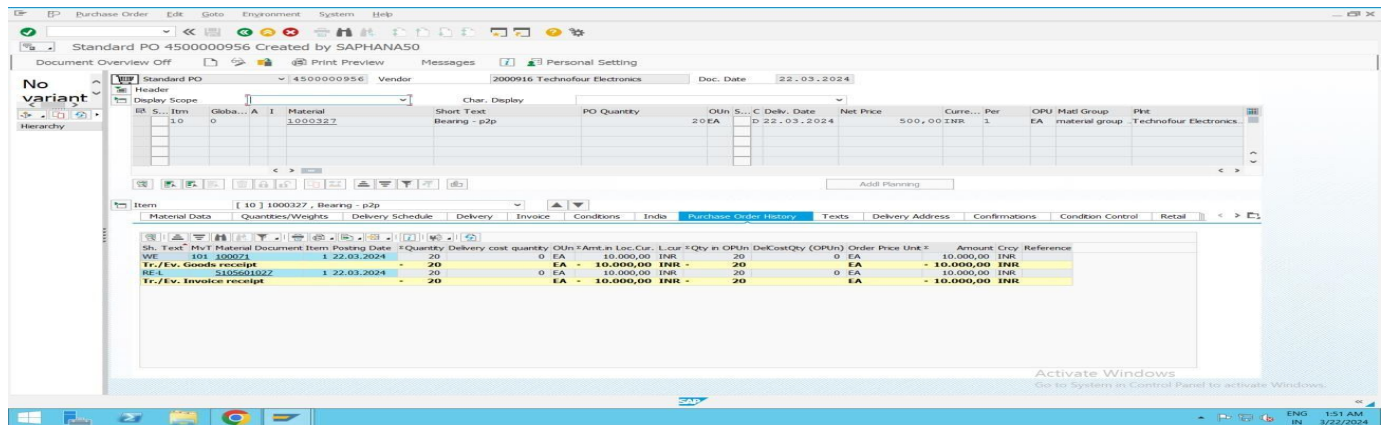 Purchase Order Edit Goto Environment System Help
Standard PO 4500000956 Created by SAPHANA50
Document Overview Off Print Preview Messages Personal Setting
No variant
Hierarchy
Standard PO 4500000956 Vendor 2000916 Technofour Electronics Doc. Date 22.03.2024
Header
Display Scope Char. Display
S... Itm Globa... A I Material Short Text PO Quantity OUn S... C Deliv. Date Net Price Curre... Per OPU Matl Group Plnt
10 0 1000327 Bearing - p2p 20 EA D 22.03.2024 500,00 INR 1 EA material group .. Technofour Electronics
Addl Planning
Item [ 10 ] 1000327 , Bearing - p2p
Material Data Quantities/Weights Delivery Schedule Delivery Invoice Conditions India Purchase Order History Texts Delivery Address Confirmations Condition Control Retail
Sh. Text MvT Material Document Item Posting Date Quantity Delivery cost quantity OUn Amt.in Loc.Cur. L.cur Qty in OPUn DelCostQty (OPUn) Order Price Unit Amount Crcy Reference
WE 101 100071 1 22.03.2024 20 0 EA 10.000,00 INR 20 0 EA 10.000,00 INR
Tr./Ev. Goods receipt - 20 EA - 10.000,00 INR - 20 EA - 10.000,00 INR
RE-L 5105601027 1 22.03.2024 20 0 EA 10.000,00 INR 20 0 EA 10.000,00 INR
Tr./Ev. Invoice receipt - 20 EA - 10.000,00 INR - 20 EA - 10.000,00 INR
Activate Windows
Go to System in Control Panel to activate Windows.
SAP
ENG 1:51 AM
IN 3/22/2024